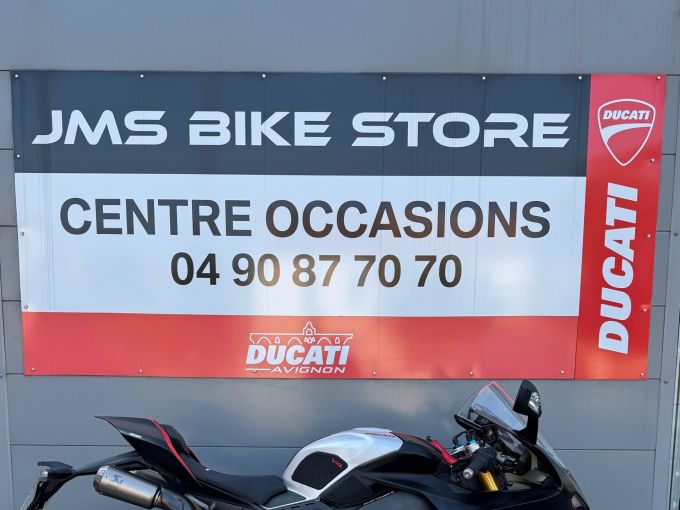 JMS BIKE STORE
CENTRE OCCASIONS
04 90 87 70 70
DUCATI
AVIGNON
DUCATI
DUCATI